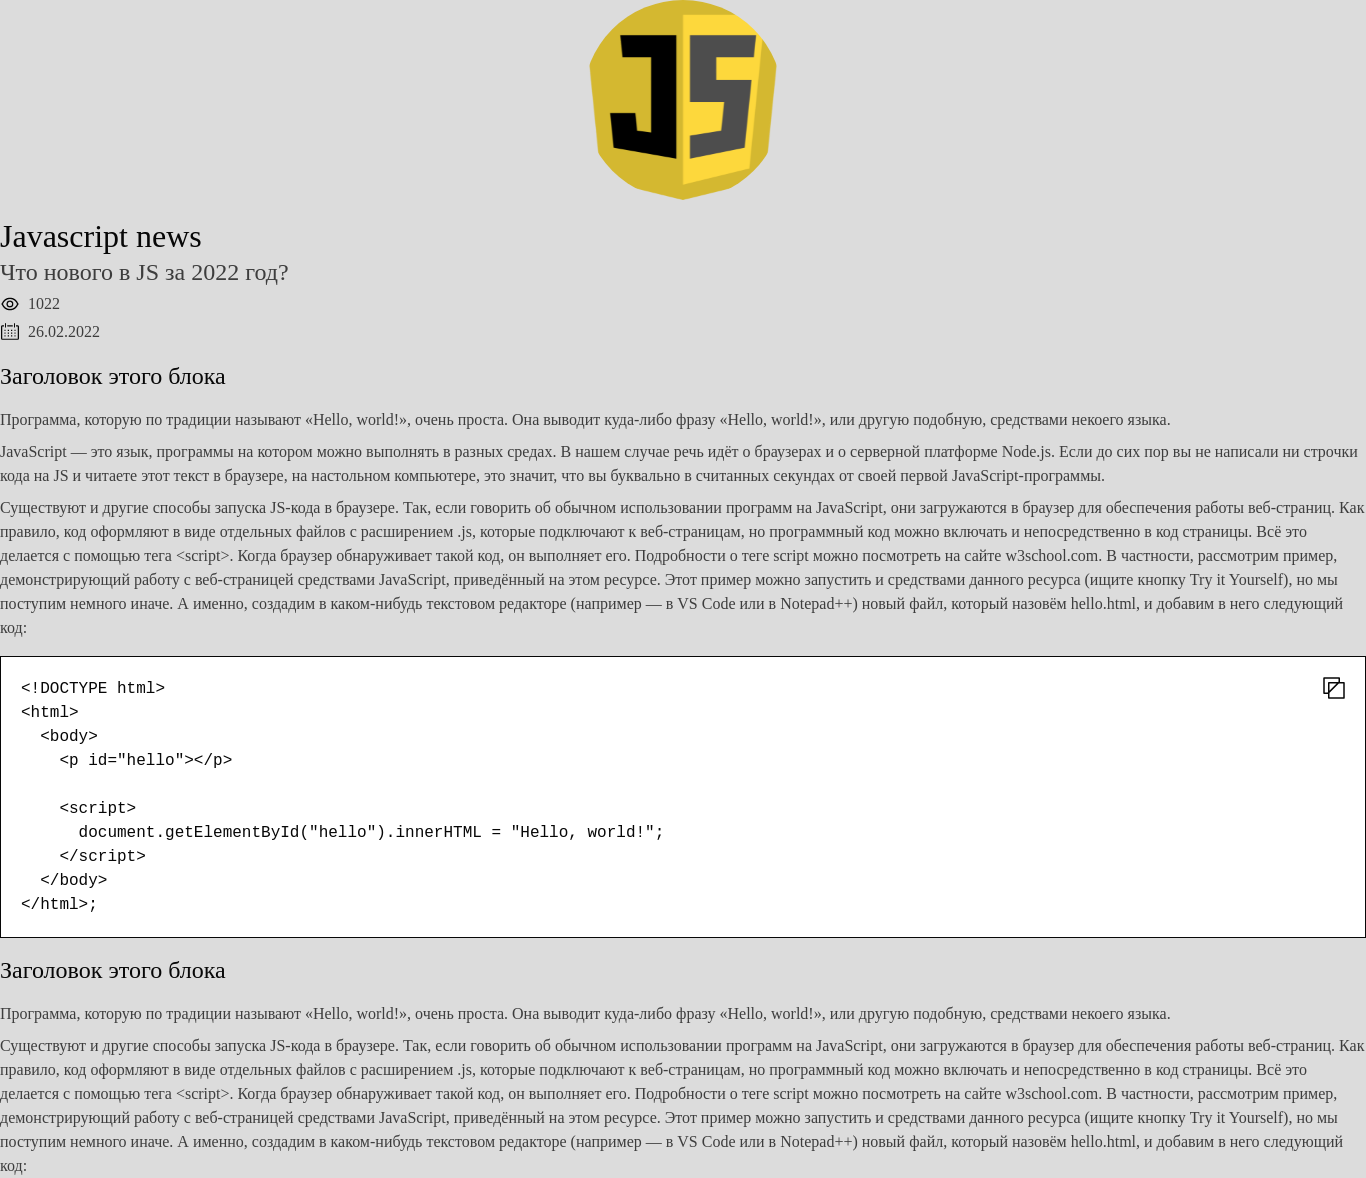 JS
Javascript news
Что нового в JS за 2022 год?
1022
26.02.2022
Заголовок этого блока
Программа, которую по традиции называют «Hello, world!», очень проста. Она выводит куда-либо фразу «Hello, world!», или другую подобную, средствами некоего языка.
JavaScript — это язык, программы на котором можно выполнять в разных средах. В нашем случае речь идёт о браузерах и о серверной платформе Node.js. Если до сих пор вы не написали ни строчки
кода на JS и читаете этот текст в браузере, на настольном компьютере, это значит, что вы буквально в считанных секундах от своей первой JavaScript-программы.
Существуют и другие способы запуска JS-кода в браузере. Так, если говорить об обычном использовании программ на JavaScript, они загружаются в браузер для обеспечения работы веб-страниц. Как
правило, код оформляют в виде отдельных файлов с расширением .js, которые подключают к веб-страницам, но программный код можно включать и непосредственно в код страницы. Всё это
делается с помощью тега <script>. Когда браузер обнаруживает такой код, он выполняет его. Подробности о теге script можно посмотреть на сайте w3school.com. В частности, рассмотрим пример,
демонстрирующий работу с веб-страницей средствами JavaScript, приведённый на этом ресурсе. Этот пример можно запустить и средствами данного ресурса (ищите кнопку Try it Yourself), но мы
поступим немного иначе. А именно, создадим в каком-нибудь текстовом редакторе (например — в VS Code или в Notepad++) новый файл, который назовём hello.html, и добавим в него следующий
код:
<!DOCTYPE html>
<html>
  <body>
    <p id="hello"></p>
    <script>
      document.getElementById("hello").innerHTML = "Hello, world!";
    </script>
  </body>
</html>;
Заголовок этого блока
Программа, которую по традиции называют «Hello, world!», очень проста. Она выводит куда-либо фразу «Hello, world!», или другую подобную, средствами некоего языка.
Существуют и другие способы запуска JS-кода в браузере. Так, если говорить об обычном использовании программ на JavaScript, они загружаются в браузер для обеспечения работы веб-страниц. Как
правило, код оформляют в виде отдельных файлов с расширением .js, которые подключают к веб-страницам, но программный код можно включать и непосредственно в код страницы. Всё это
делается с помощью тега <script>. Когда браузер обнаруживает такой код, он выполняет его. Подробности о теге script можно посмотреть на сайте w3school.com. В частности, рассмотрим пример,
демонстрирующий работу с веб-страницей средствами JavaScript, приведённый на этом ресурсе. Этот пример можно запустить и средствами данного ресурса (ищите кнопку Try it Yourself), но мы
поступим немного иначе. А именно, создадим в каком-нибудь текстовом редакторе (например — в VS Code или в Notepad++) новый файл, который назовём hello.html, и добавим в него следующий
код: